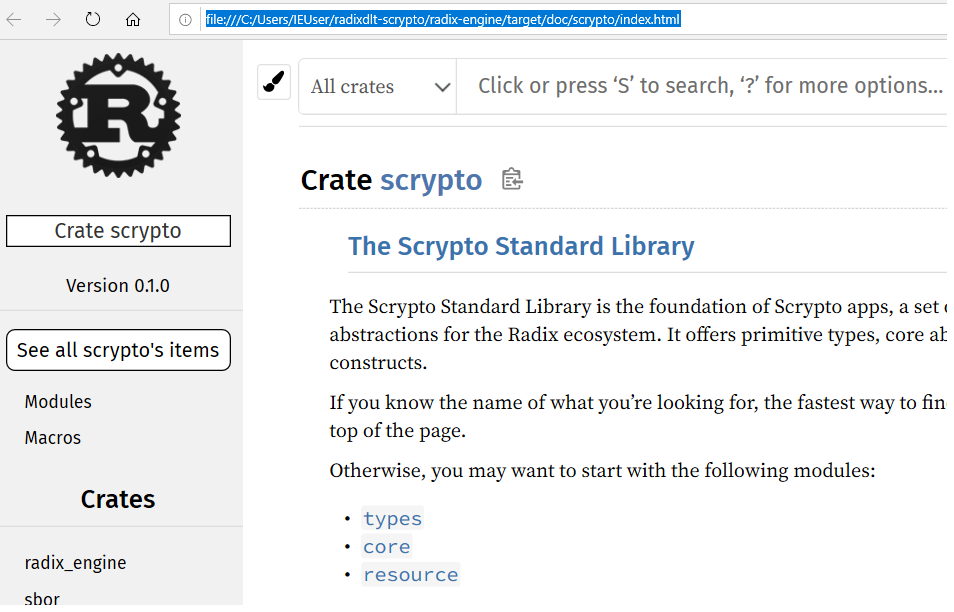 file:///C:/Users/IEUser/radixdlt-scrypto/radix-engine/target/doc/scrypto/index.html
R
Crate scrypto
Version 0.1.0
See all scrypto's items
Modules
Macros
Crates
radix_engine
sbor
All crates
Click or press ‘S’ to search, ‘?’ for more options...
Crate scrypto
The Scrypto Standard Library
The Scrypto Standard Library is the foundation of Scrypto apps, a set
abstractions for the Radix ecosystem. It offers primitive types, core
constructs.
If you know the name of what you’re looking for, the fastest way to
top of the page.
Otherwise, you may want to start with the following modules:
• types
• core
• resource